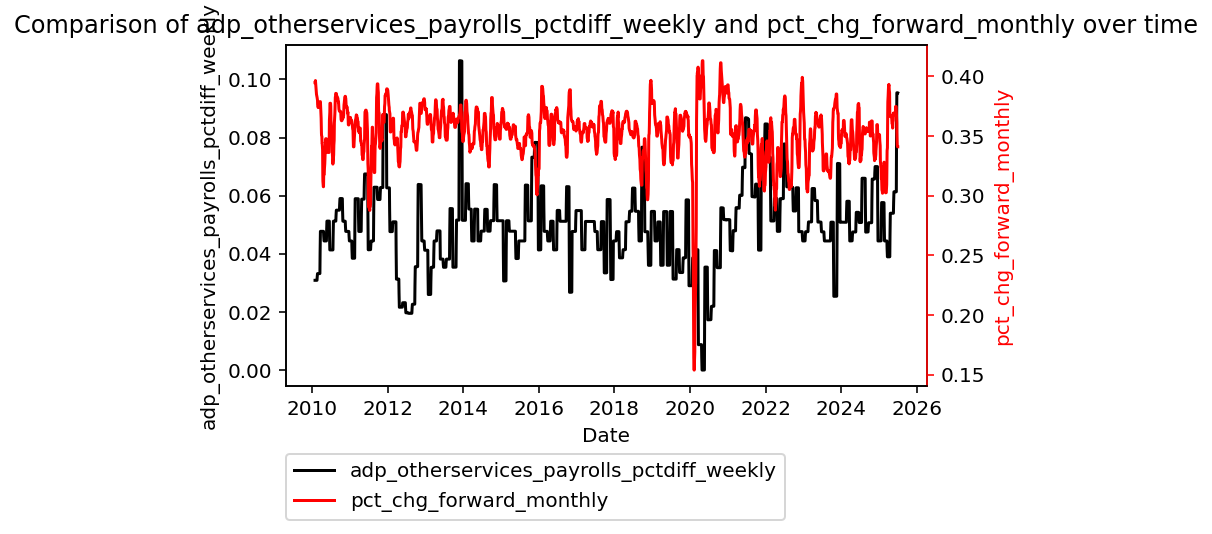 Comparison of adp_otherservices_payrolls_pctdiff_weekly and pct_chg_forward_monthly over time
adp_otherservices_payrolls_pctdiff_weekly
0.10
0.08
0.06
0.04
0.02
0.00
0.40
0.35
0.30
0.25
0.20
0.15
pct_chg_forward_monthly
2010 2012 2014 2016 2018 2020 2022 2024 2026
Date
adp_otherservices_payrolls_pctdiff_weekly
pct_chg_forward_monthly